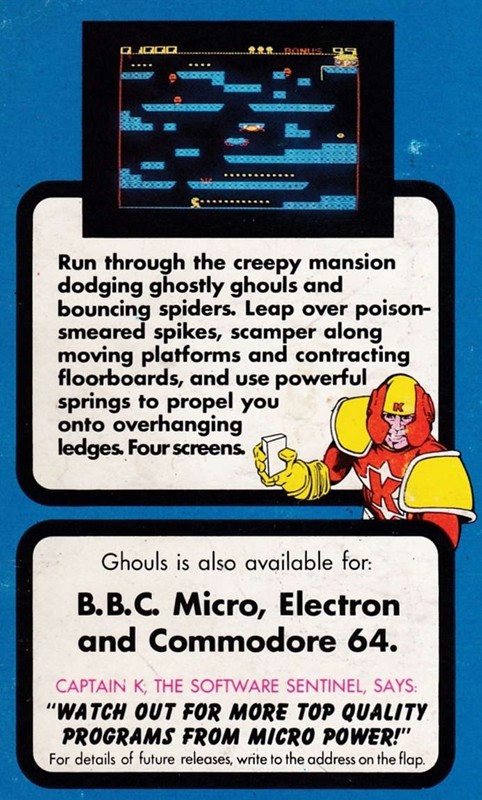 BONUS
Run through the creepy mansion
dodging ghostly ghouls and
bouncing spiders. Leap over poison-
smeared spikes, scamper along
moving platforms and contracting
floorboards, and use powerful
springs to propel you
onto overhanging
ledges. Four screens.
K
K
Ghouls is also available for:
B.B.C. Micro, Electron
and Commodore 64.
CAPTAIN K, THE SOFTWARE SENTINEL, SAYS:
"WATCH OUT FOR MORE TOP QUALITY
PROGRAMS FROM MICRO POWER!"
For details of future releases, write to the address on the flap.